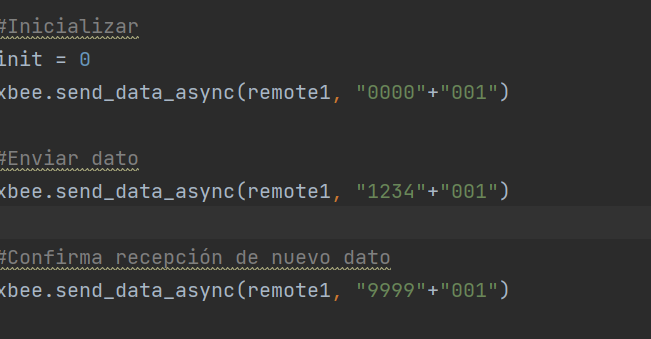 #Inicializar
init = 0
xbee.send_data_async(remote1, "0000"+"001")
#Enviar dato
xbee.send_data_async(remote1, "1234"+"001")
#Confirma recepción de nuevo dato
xbee.send_data_async(remote1, "9999"+"001")